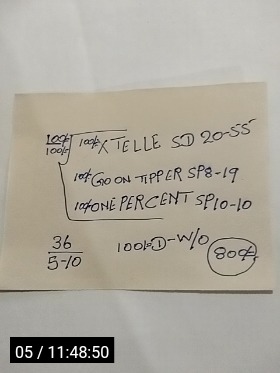 100/-
100/- 100/- X TELLE SD 20-55
10/- GO ON TIPPER SP8-19
10/- ONE PERCENT SP10-10
36
5-10
100/- ① - W/O
80/-
05 / 11:48:50